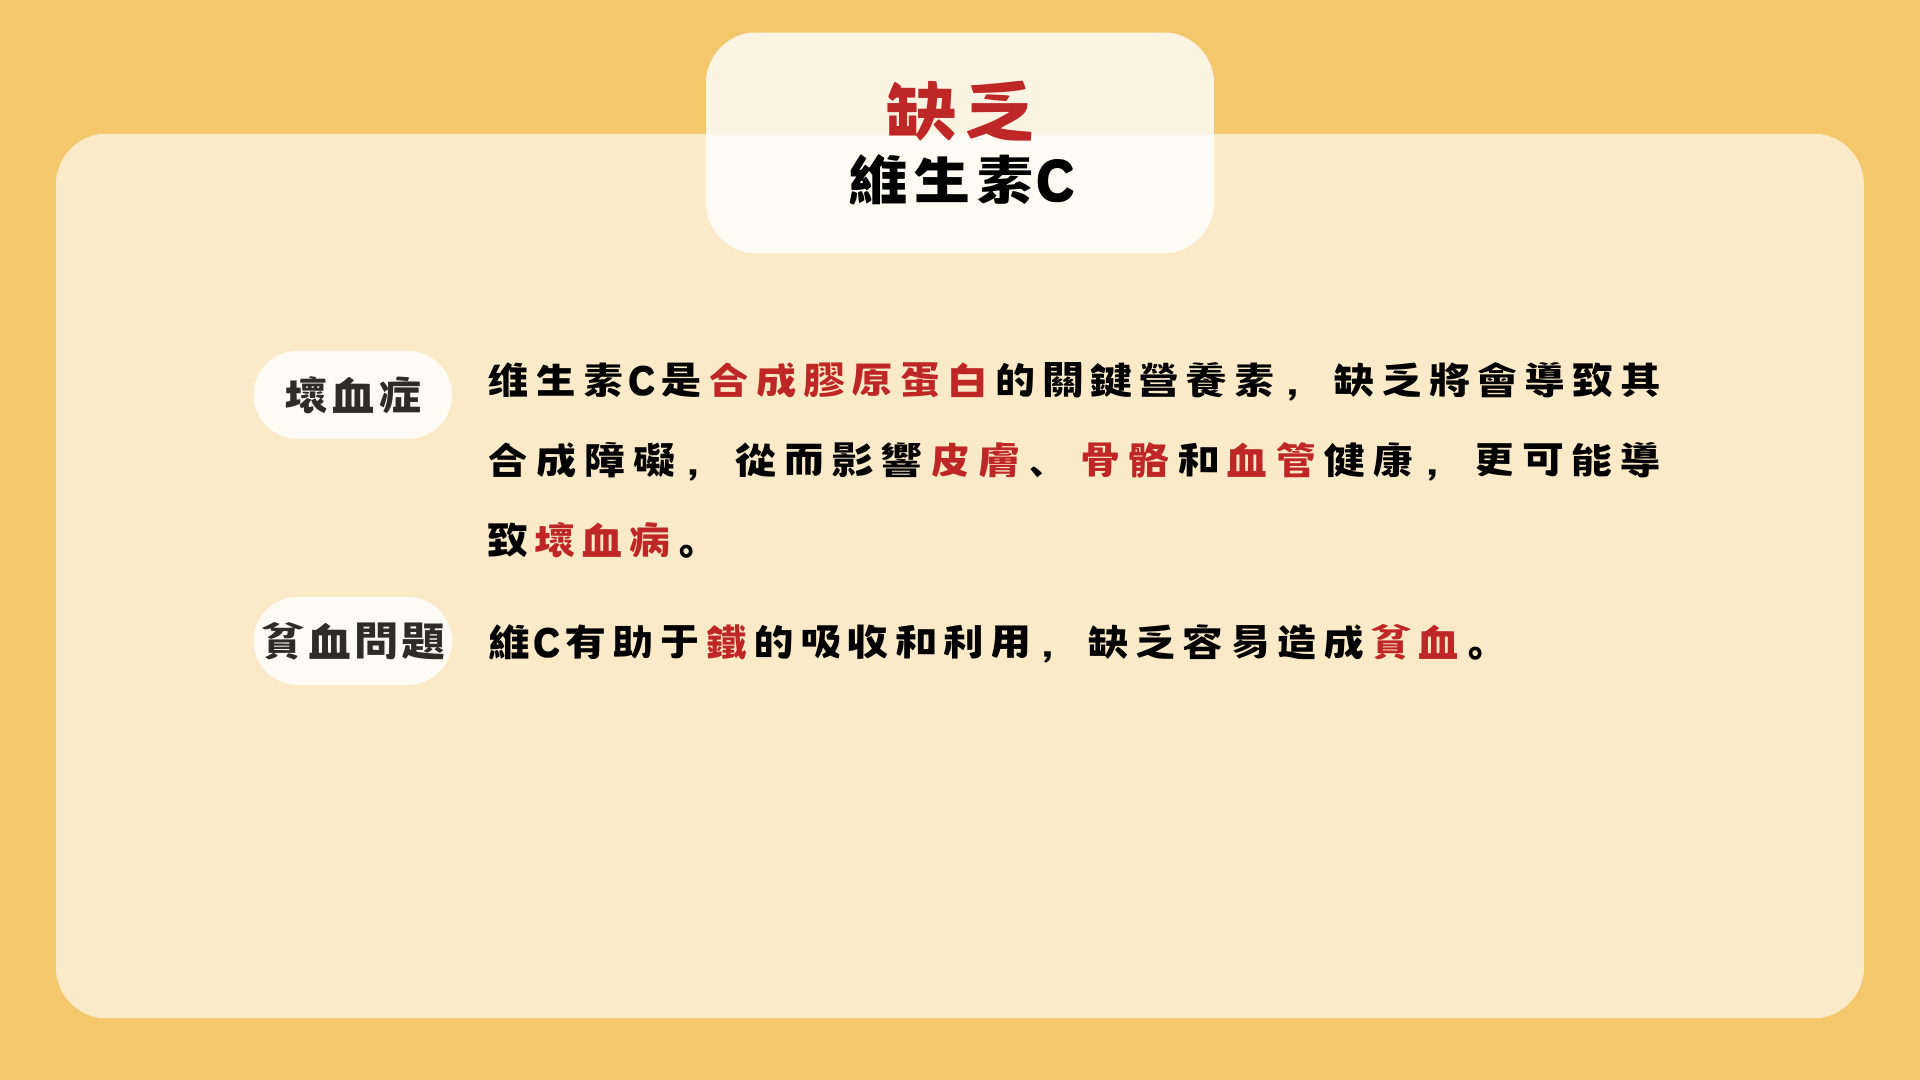 缺乏
維生素C
壞血症
維生素C是合成膠原蛋白的關鍵營養素，缺乏將會導致其
合成障礙，從而影響皮膚、骨骼和血管健康，更可能導
致壞血病。
貧血問題
維C有助于鐵的吸收和利用，缺乏容易造成貧血。